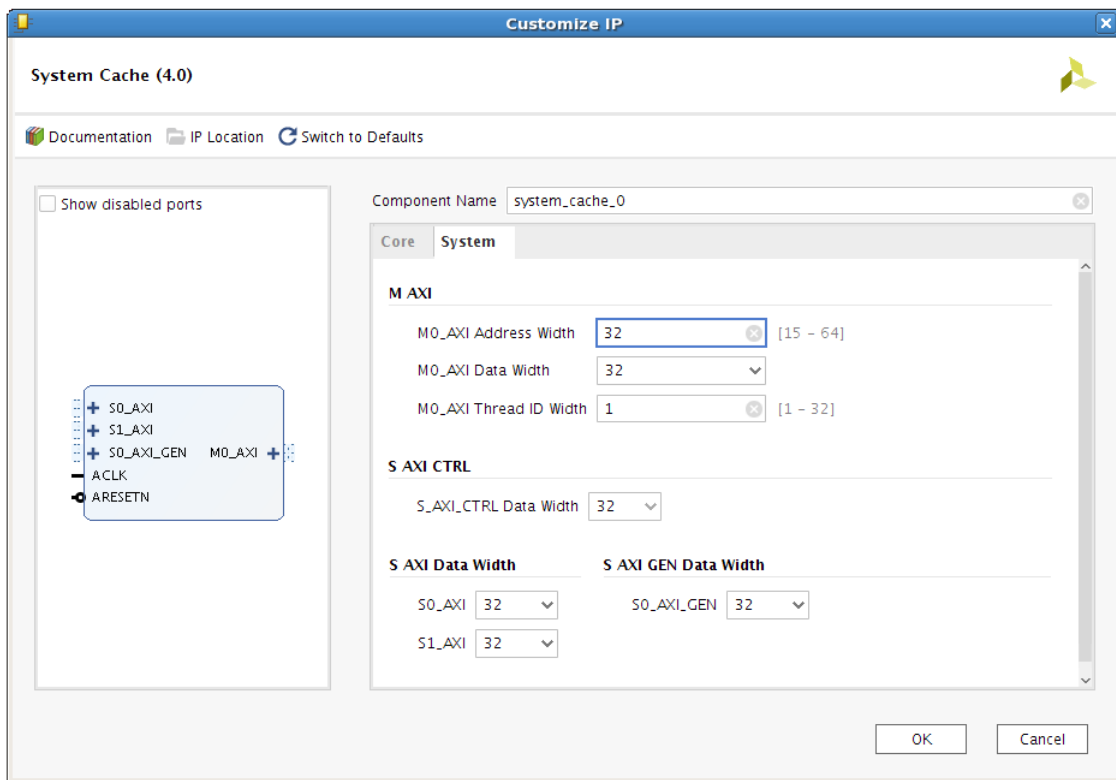 Customize IP
System Cache (4.0)
Documentation IP Location Switch to Defaults
Show disabled ports
S0_AXI
S1_AXI
S0_AXI_GEN M0_AXI
ACLK
ARESETN
Component Name system_cache_0
Core System
M AXI
M0_AXI Address Width 32 [15 - 64]
M0_AXI Data Width 32
M0_AXI Thread ID Width 1 [1 - 32]
S AXI CTRL
S_AXI_CTRL Data Width 32
S AXI Data Width S AXI GEN Data Width
S0_AXI 32 S0_AXI_GEN 32
S1_AXI 32
OK Cancel